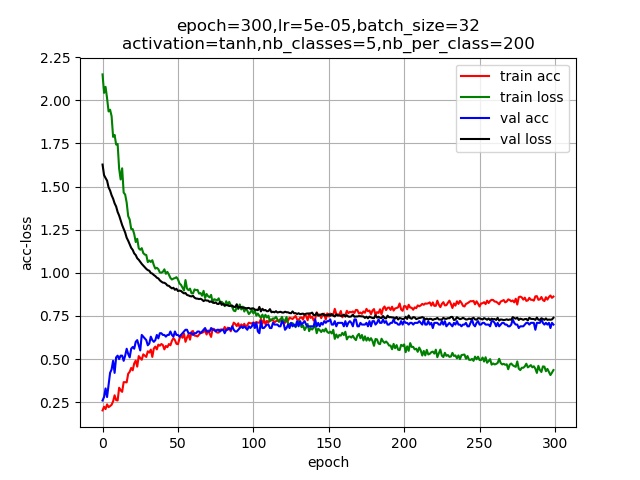 epoch=300,lr=5e-05,batch_size=32
activation=tanh,nb_classes=5,nb_per_class=200
2.25
2.00
1.75
1.50
1.25
1.00
0.75
0.50
0.25
acc-loss
train acc
train loss
val acc
val loss
0 50 100 150 200 250 300
epoch